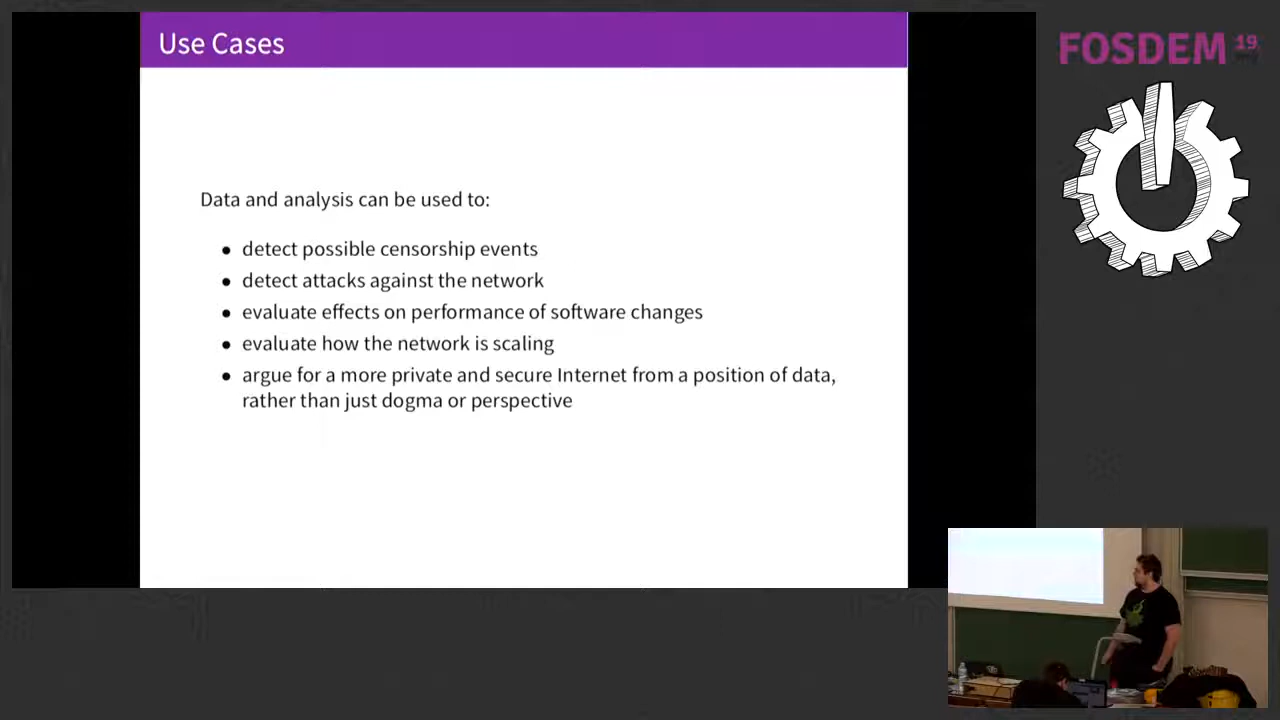 Use Cases
FOSDEM 19
Data and analysis can be used to:
detect possible censorship events
detect attacks against the network
evaluate effects on performance of software changes
evaluate how the network is scaling
argue for a more private and secure Internet from a position of data,
rather than just dogma or perspective